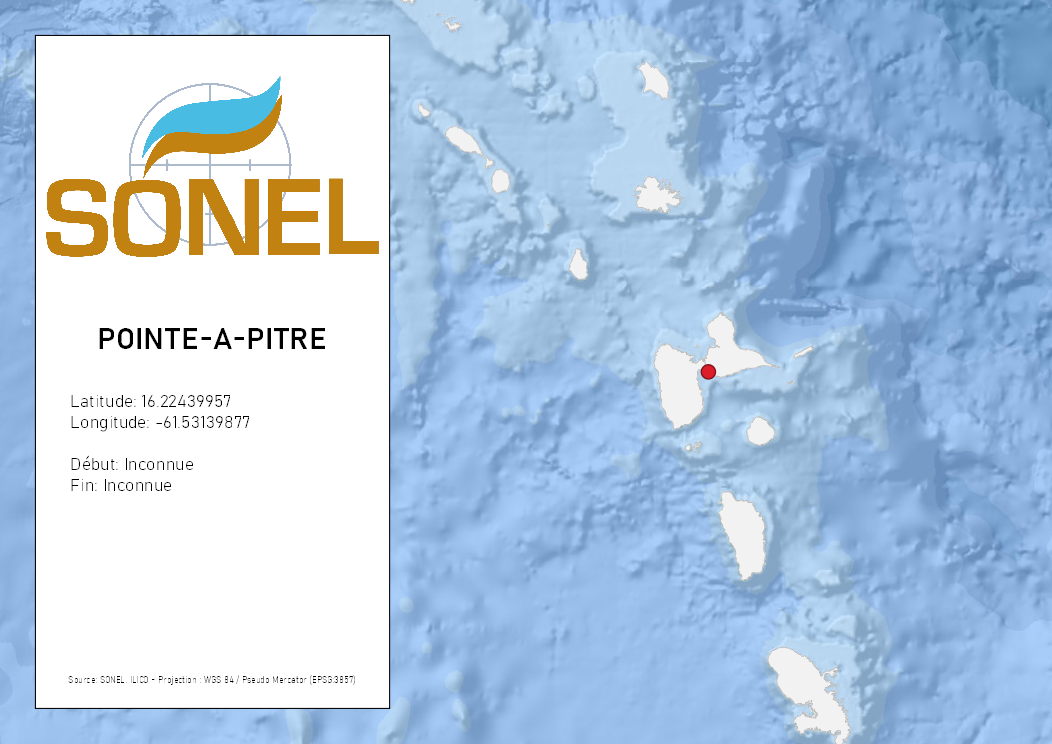 SONEL
POINTE-A-PITRE
Latitude: 16.22439957
Longitude: -61.53139877
Début: Inconnue
Fin: Inconnue
Source: SONEL, ILICO - Projection : WGS 84 / Pseudo Mercator (EPSG:3857)